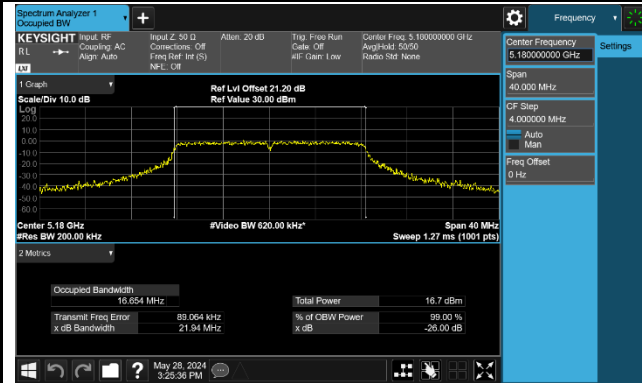 Spectrum Analyzer 1
Occupied BW
+
Frequency
KEYSIGHT
RL
Input: RF
Coupling: AC
Align: Auto
Input Z: 50 Ω
Corrections: Off
Freq Ref: Int (S)
NFE: Off
Atten: 20 dB
Trig: Free Run
Gate: Off
#IF Gain: Low
Center Freq: 5.180000000 GHz
Avg|Hold: 50/50
Radio Std: None
LXI
Center Frequency
5.180000000 GHz
Settings
Span
40.000 MHz
CF Step
4.000000 MHz
Auto
Man
Freq Offset
0 Hz
1 Graph
Scale/Div 10.0 dB
Ref Lvl Offset 21.20 dB
Ref Value 30.00 dBm
Log
20.0
10.0
0.00
-10.0
-20.0
-30.0
-40.0
-50.0
-60.0
Center 5.18 GHz
#Res BW 200.00 kHz
#Video BW 620.00 kHz*
Span 40 MHz
Sweep 1.27 ms (1001 pts)
2 Metrics
Occupied Bandwidth
16.654 MHz
Total Power 16.7 dBm
Transmit Freq Error 89.064 kHz
% of OBW Power 99.00 %
x dB Bandwidth 21.94 MHz
x dB -26.00 dB
?
May 28, 2024
3:25:36 PM